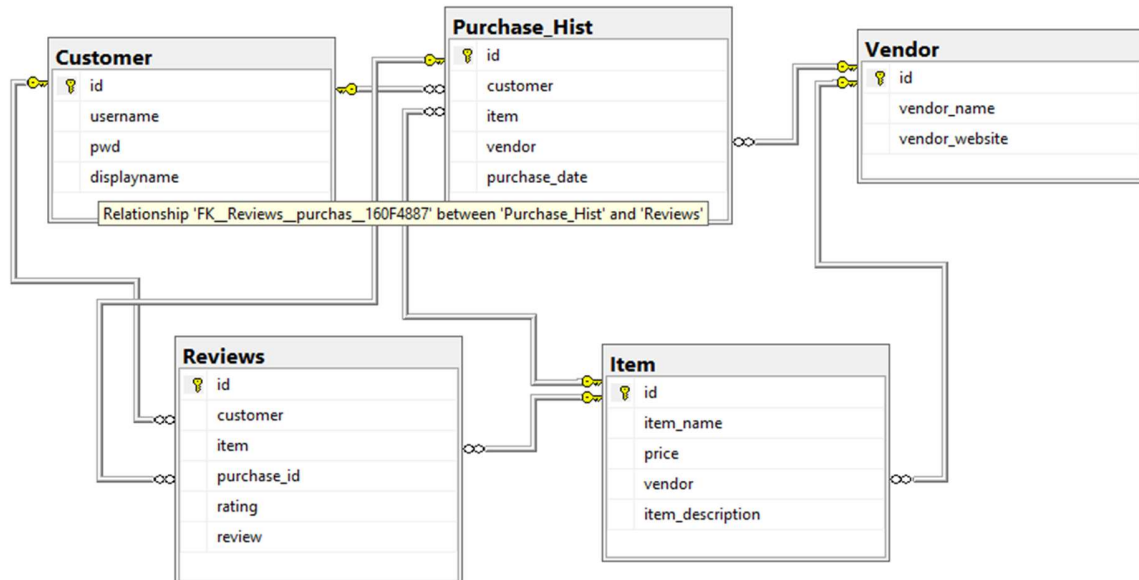 Customer
id
username
pwd
displayname
Purchase_Hist
id
customer
item
vendor
purchase_date
Vendor
id
vendor_name
vendor_website
Relationship 'FK__Reviews__purchas__160F4887' between 'Purchase_Hist' and 'Reviews'
Reviews
id
customer
item
purchase_id
rating
review
Item
id
item_name
price
vendor
item_description